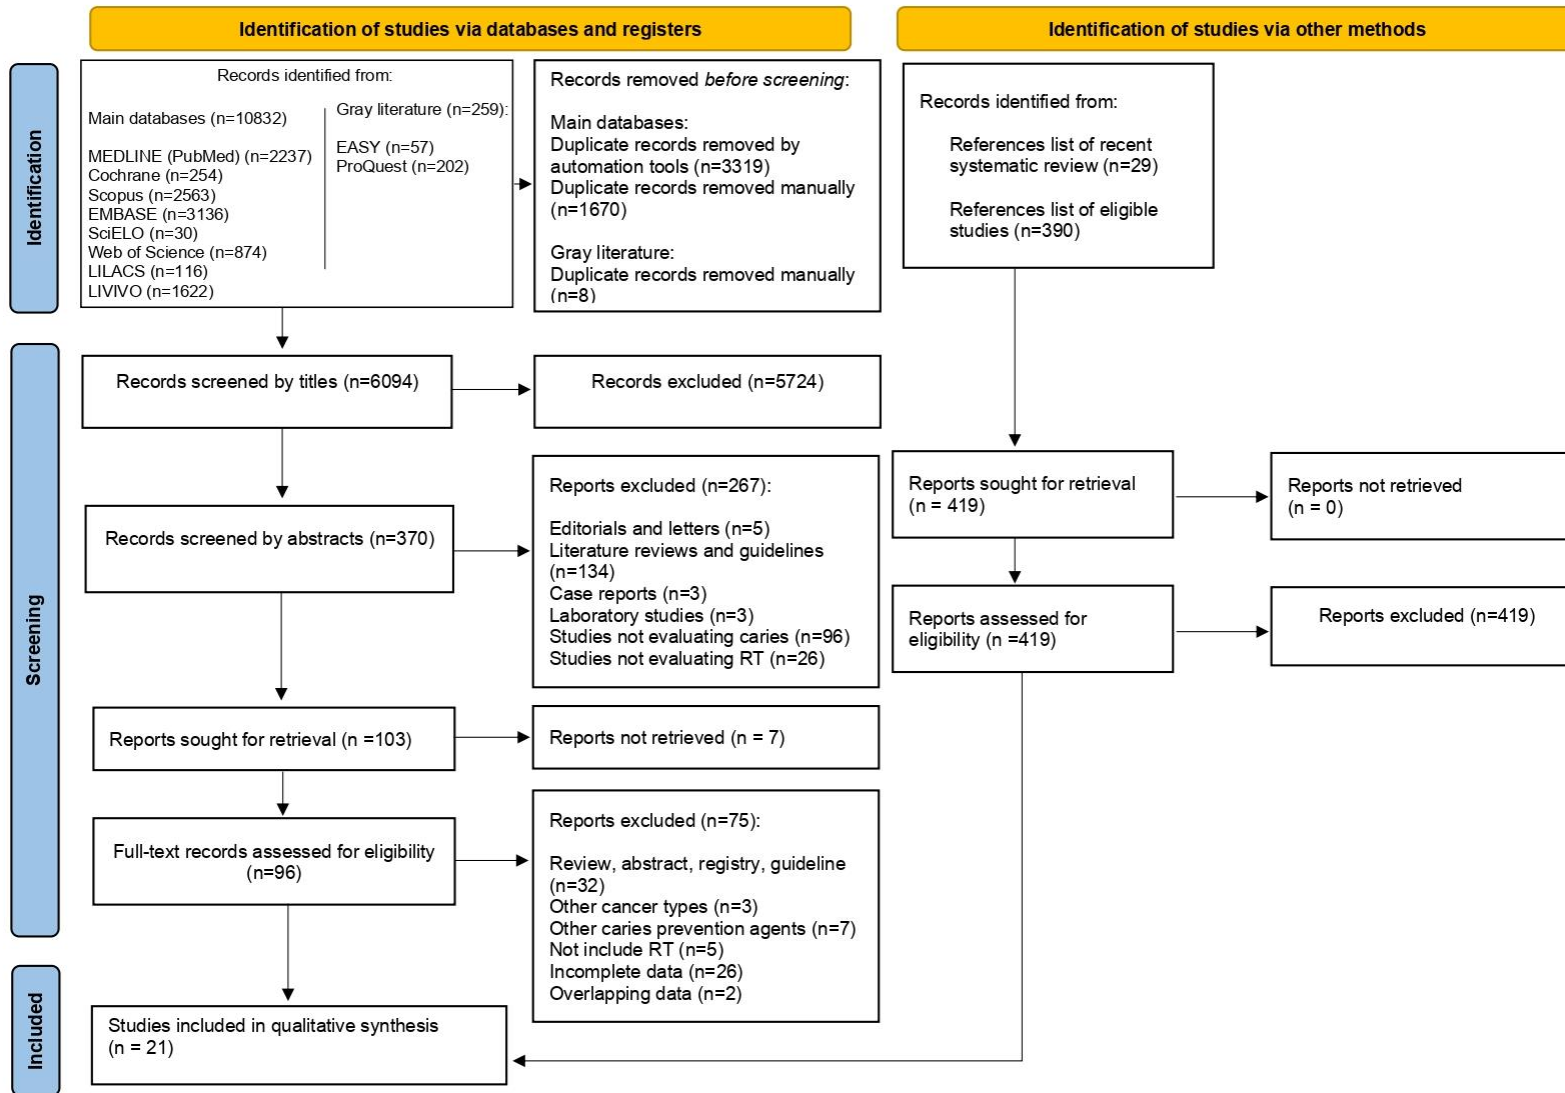 Identification of studies via databases and registers
Identification of studies via other methods
Identification
Records identified from:
Main databases (n=10832)
MEDLINE (PubMed) (n=2237)
Cochrane (n=254)
Scopus (n=2563)
EMBASE (n=3136)
SciELO (n=30)
Web of Science (n=874)
LILACS (n=116)
LIVIVO (n=1622)
Gray literature (n=259):
EASY (n=57)
ProQuest (n=202)
Records removed before screening:
Main databases:
Duplicate records removed by
automation tools (n=3319)
Duplicate records removed manually
(n=1670)
Gray literature:
Duplicate records removed manually
(n=8)
Records identified from:
References list of recent
systematic review (n=29)
References list of eligible
studies (n=390)
Screening
Records screened by titles (n=6094)
Records excluded (n=5724)
Records screened by abstracts (n=370)
Reports excluded (n=267):
Editorials and letters (n=5)
Literature reviews and guidelines
(n=134)
Case reports (n=3)
Laboratory studies (n=3)
Studies not evaluating caries (n=96)
Studies not evaluating RT (n=26)
Reports sought for retrieval
(n = 419)
Reports not retrieved
(n = 0)
Reports assessed for
eligibility (n =419)
Reports excluded (n=419)
Reports sought for retrieval (n =103)
Reports not retrieved (n = 7)
Full-text records assessed for eligibility
(n=96)
Reports excluded (n=75):
Review, abstract, registry, guideline
(n=32)
Other cancer types (n=3)
Other caries prevention agents (n=7)
Not include RT (n=5)
Incomplete data (n=26)
Overlapping data (n=2)
Included
Studies included in qualitative synthesis
(n = 21)